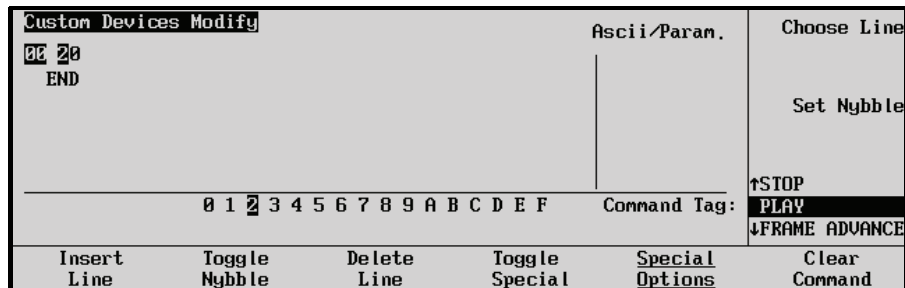 Custom Devices Modify
Ascii/Param.
Choose Line
00 20
END
Set Nybble
↑STOP
0 1 2 3 4 5 6 7 8 9 A B C D E F
Command Tag:
PLAY
↓FRAME ADVANCE
Insert Line
Toggle Nybble
Delete Line
Toggle Special
Special Options
Clear Command